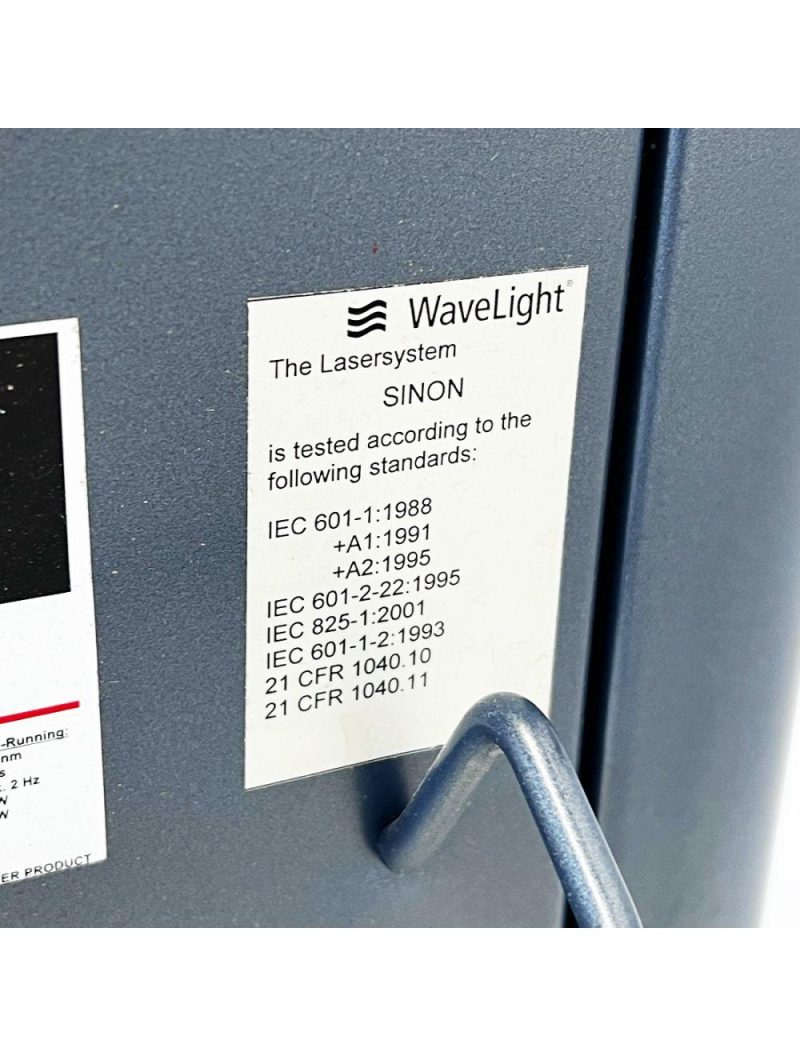 WaveLight®
The Lasersystem
SINON
is tested according to the
following standards:
IEC 601-1:1988
+A1:1991
+A2:1995
IEC 601-2-22:1995
IEC 825-1:2001
IEC 601-1-2:1993
21 CFR 1040.10
21 CFR 1040.11
-Running:
nm
s
. 2 Hz
W
W
ER PRODUCT